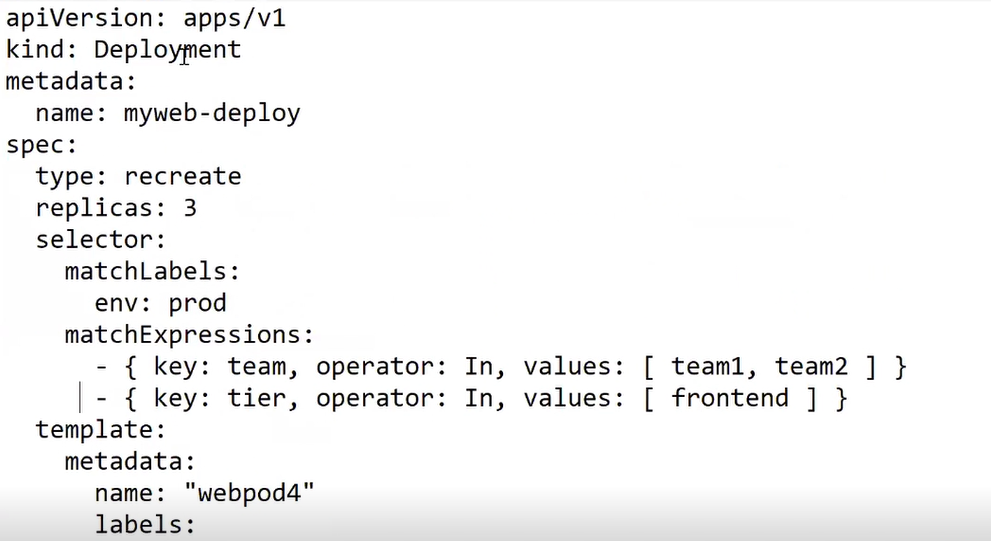 apiVersion: apps/v1
kind: Deployment
metadata:
  name: myweb-deploy
spec:
  type: recreate
  replicas: 3
  selector:
    matchLabels:
      env: prod
    matchExpressions:
      - { key: team, operator: In, values: [ team1, team2 ] }
      - { key: tier, operator: In, values: [ frontend ] }
  template:
    metadata:
      name: "webpod4"
      labels: